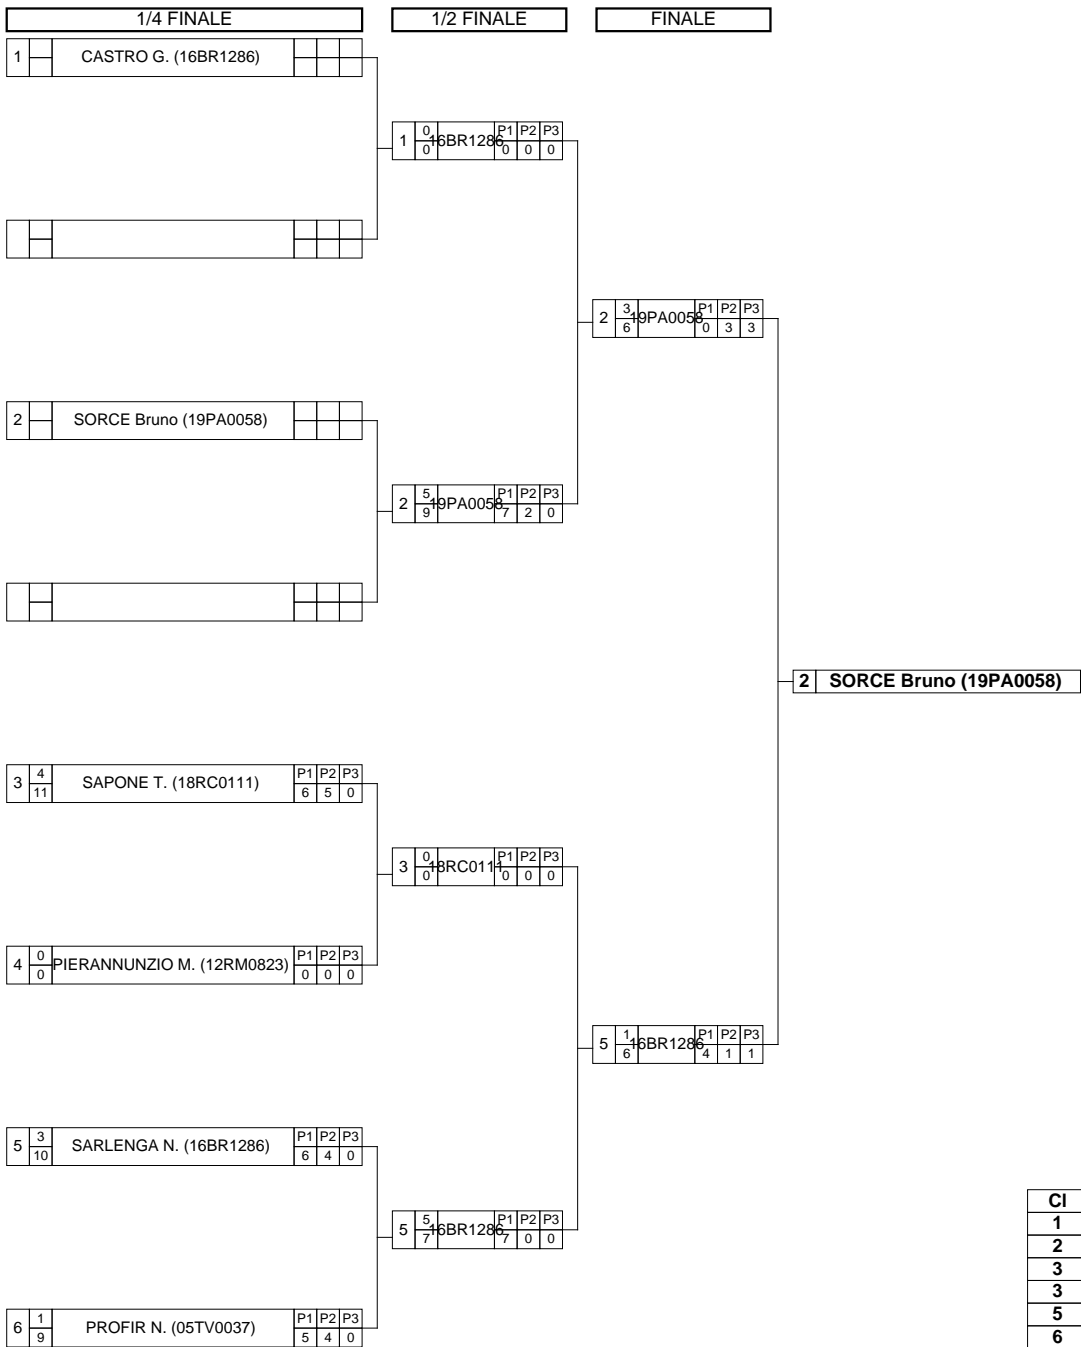 1/4 FINALE 1/2 FINALE FINALE
1 CASTRO G. (16BR1286)
1 0 0 16BR1286 P1 P2 P3 0 0 0
2 3 6 19PA0058 P1 P2 P3 0 3 3
2 SORCE Bruno (19PA0058)
2 5 9 19PA0058 P1 P2 P3 7 2 0
2 SORCE Bruno (19PA0058)
3 4 11 SAPONE T. (18RC0111) P1 P2 P3 6 5 0
3 0 0 18RC0111 P1 P2 P3 0 0 0
4 0 0 PIERANNUNZIO M. (12RM0823) P1 P2 P3 0 0 0
5 1 6 16BR1286 P1 P2 P3 4 1 1
5 3 10 SARLENGA N. (16BR1286) P1 P2 P3 6 4 0
5 5 7 16BR1286 P1 P2 P3 7 0 0
6 1 9 PROFIR N. (05TV0037) P1 P2 P3 5 4 0
Cl
1
2
3
3
5
6